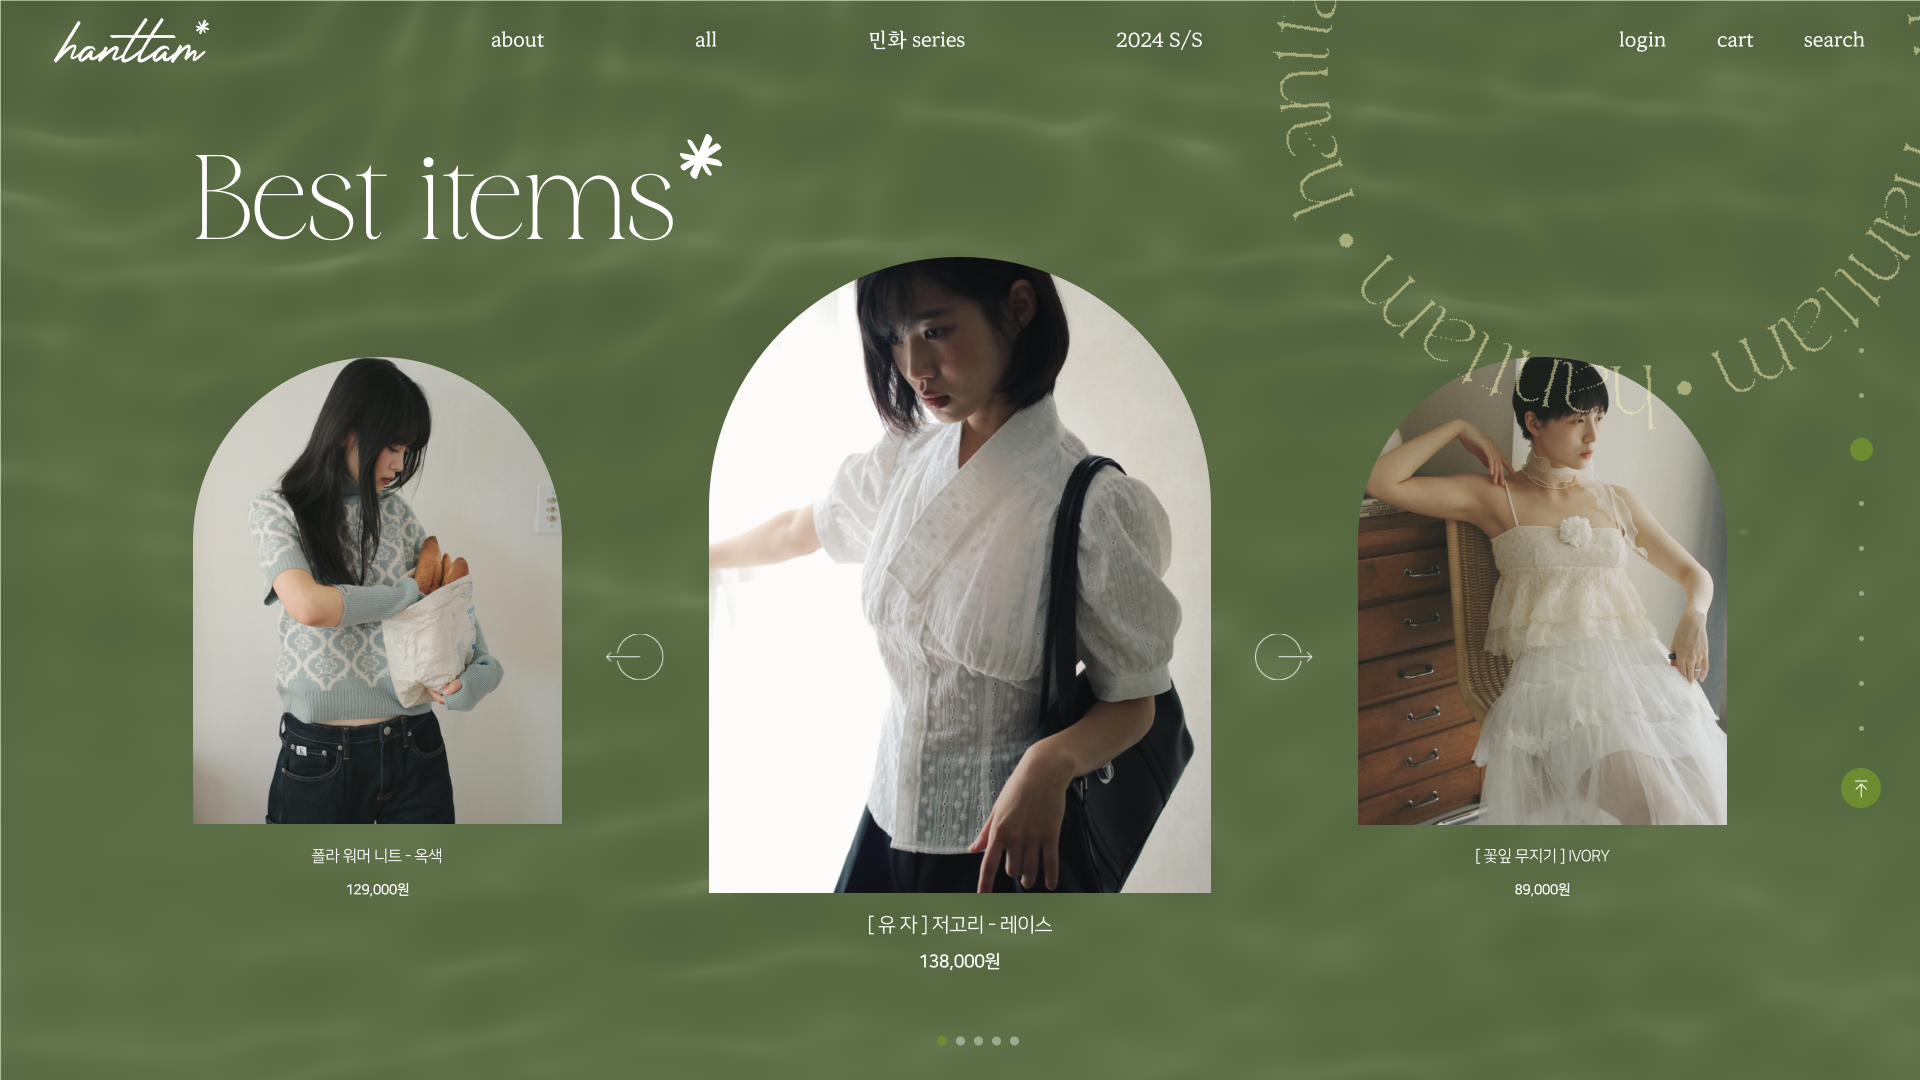 hanttam*
about
all
민화 series
2024 S/S
login
cart
search
Best items*
hanttam • hanttam • hanttam
폴라 워머 니트 - 옥색
129,000원
[ 유 자 ] 저고리 - 레이스
138,000원
[ 꽃잎 무지기 ] IVORY
89,000원